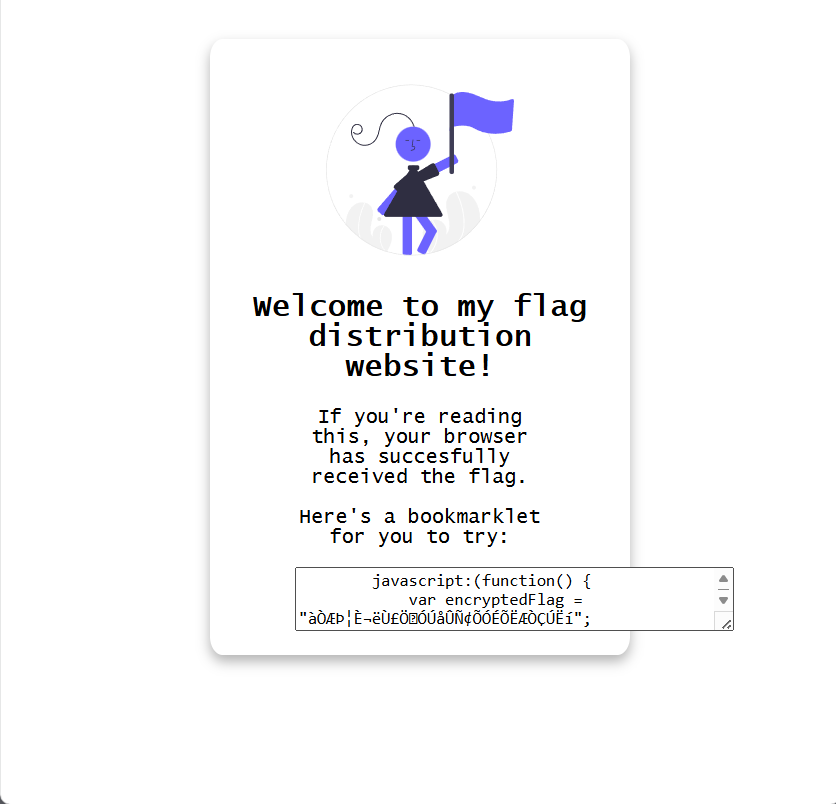 Welcome to my flag
distribution
website!
If you're reading
this, your browser
has succesfully
received the flag.
Here's a bookmarklet
for you to try:
javascript:(function() {
var encryptedFlag =
"àÒÆÞ¦È¬ëÙ£Ö�ÓÚåÛÑ¢ÕÓÉÕËÆÒÇÚËí";